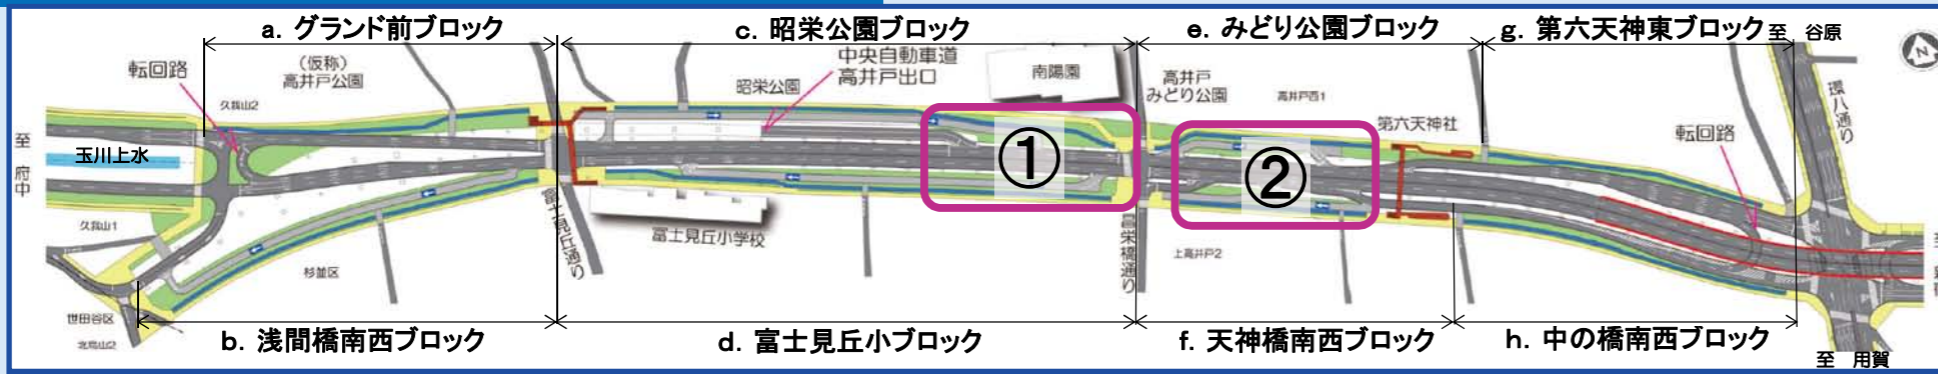 a．グランド前ブロック
c．昭栄公園ブロック
e．みどり公園ブロック
g．第六天神東ブロック
至 谷原
転回路
（仮称）
高井戸公園
久我山2
昭栄公園
中央自動車道
高井戸出口
南陽園
高井戸
みどり公園
高井戸西1
第六天神社
転回路
環八通り
N
至 府中
玉川上水
①
②
久我山1
杉並区
富士見丘通り
富士見丘小学校
上高井戸2
世田谷区
北烏山2
b．浅間橋南西ブロック
d．富士見丘小ブロック
f．天神橋南西ブロック
h．中の橋南西ブロック
至 用賀